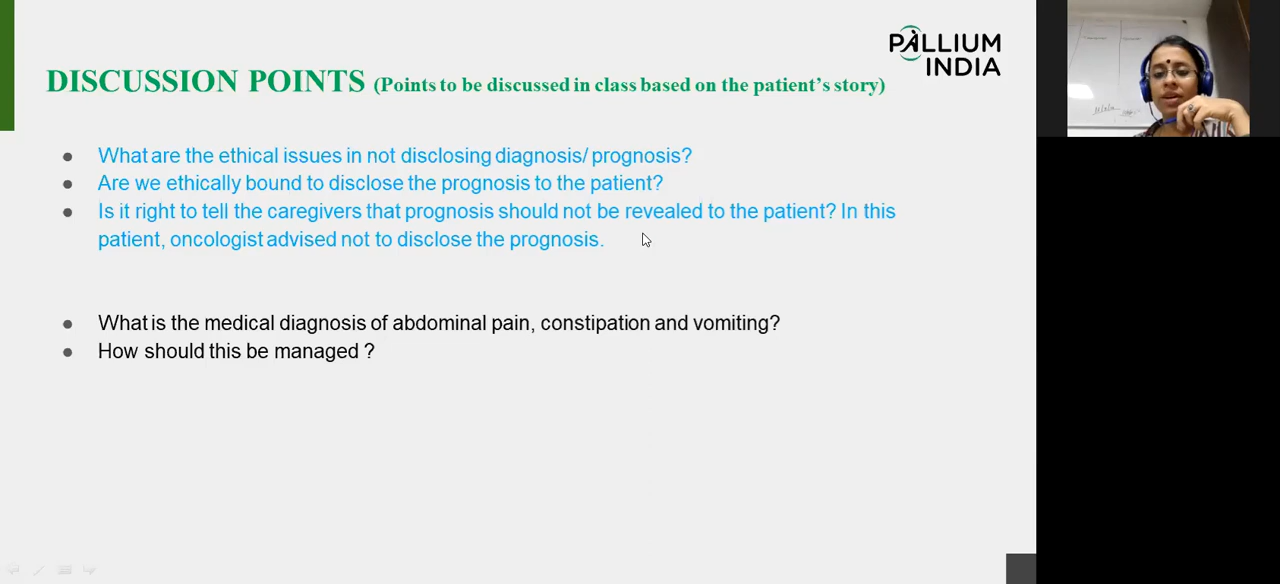 PALLIUM
INDIA
DISCUSSION POINTS (Points to be discussed in class based on the patient's story)
What are the ethical issues in not disclosing diagnosis/ prognosis?
Are we ethically bound to disclose the prognosis to the patient?
Is it right to tell the caregivers that prognosis should not be revealed to the patient? In this
patient, oncologist advised not to disclose the prognosis.
What is the medical diagnosis of abdominal pain, constipation and vomiting?
How should this be managed ?